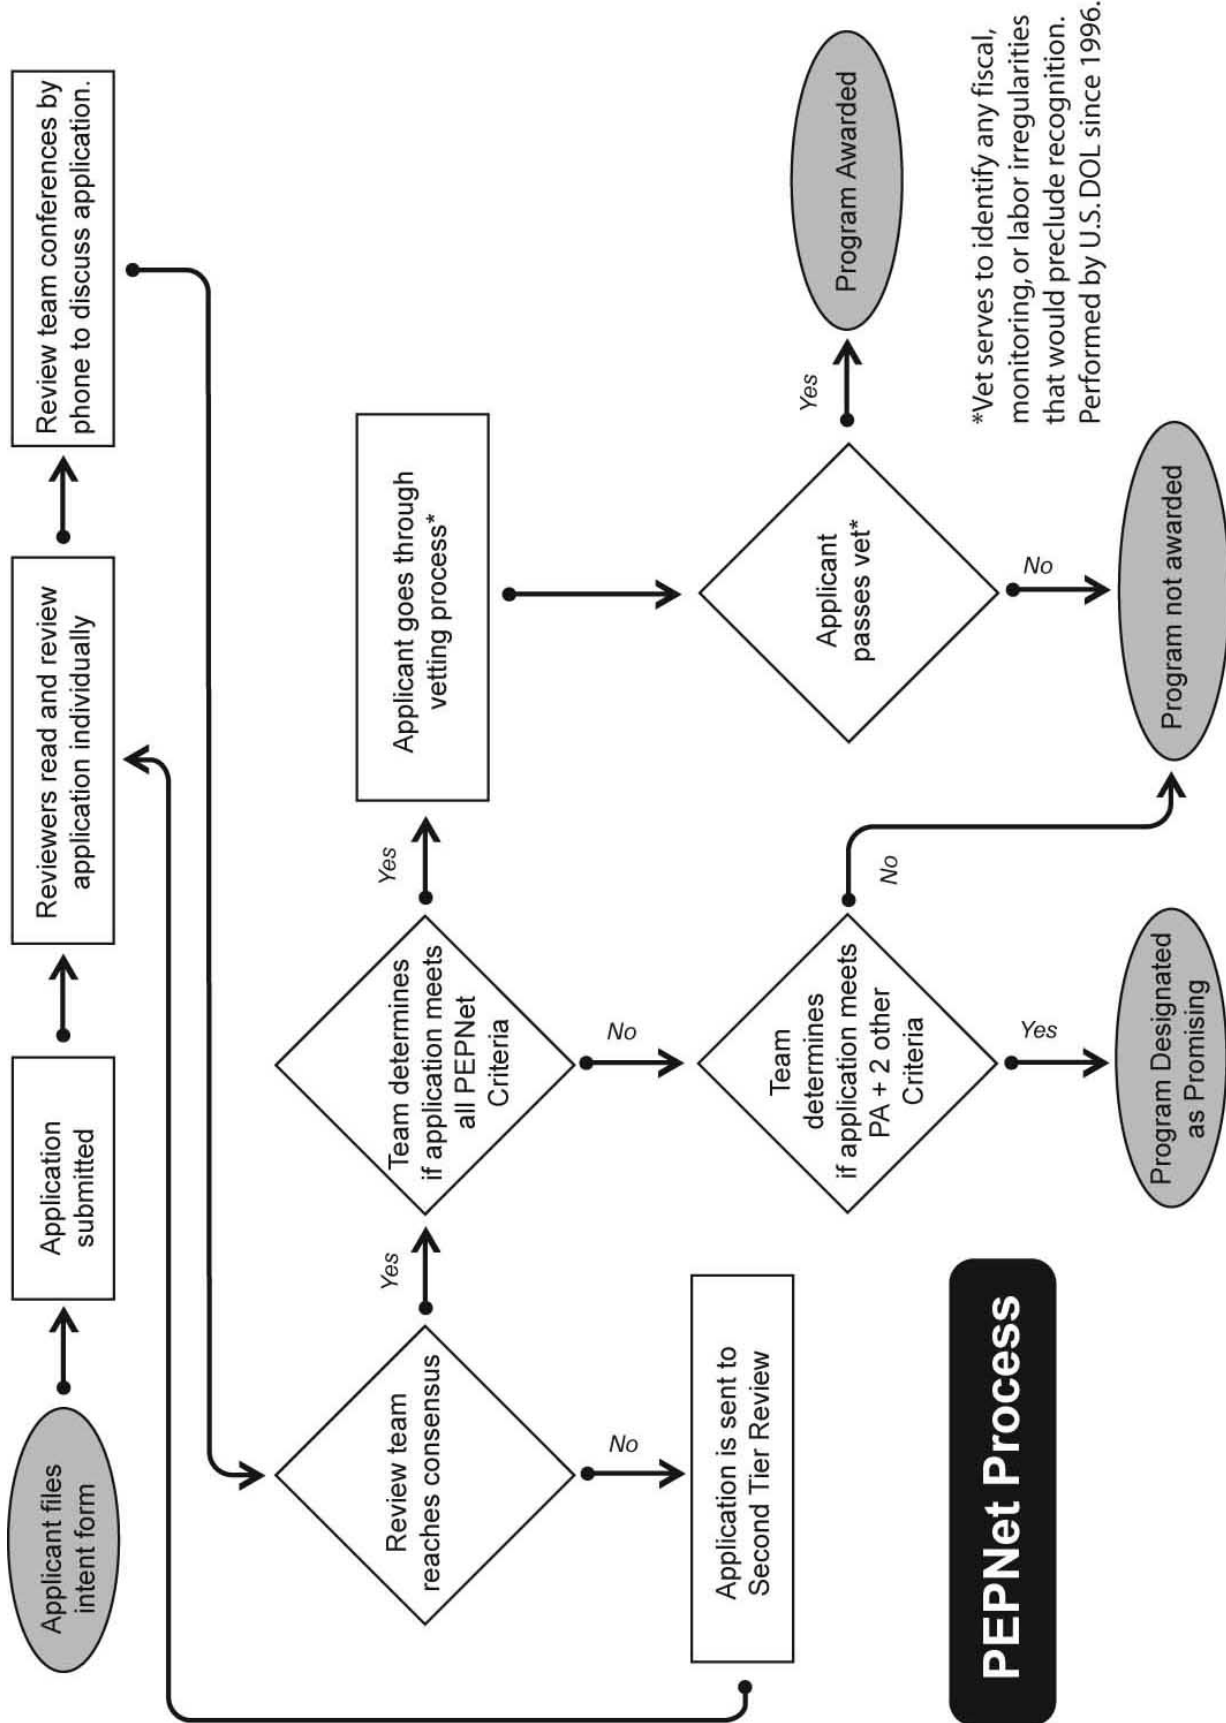 Applicant files
intent form
Application
submitted
Reviewers read and review
application individually
Review team conferences by
phone to discuss application.
Review team
reaches consensus
Yes
No
Application is sent to
Second Tier Review
Team determines
if application meets
all PEPNet
Criteria
Yes
No
Applicant goes through
vetting process*
Team
determines
if application meets
PA + 2 other
Criteria
No
Yes
Applicant
passes vet*
Yes
No
Program Awarded
Program Designated
as Promising
Program not awarded
*Vet serves to identify any fiscal,
monitoring, or labor irregularities
that would preclude recognition.
Performed by U.S. DOL since 1996.
PEPNet Process